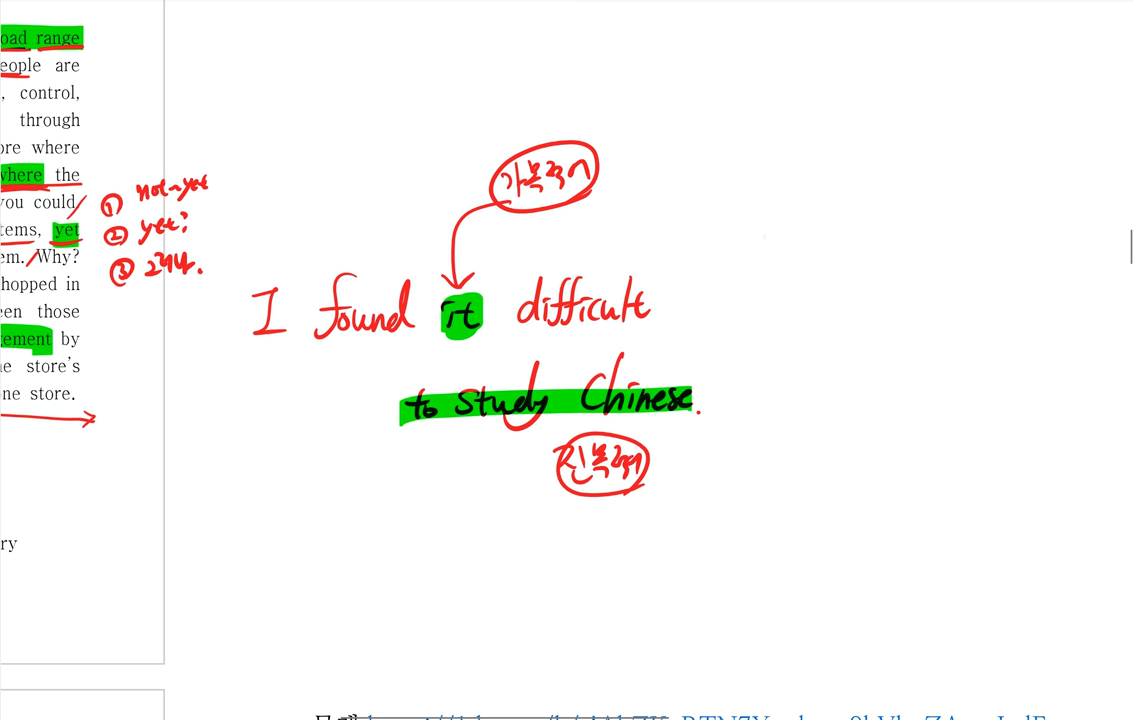 oad range
eople are
, control,
through
ore where
where the
you could
tems, yet
em. Why?
hopped in
en those
ement by
e store's
ne store.
ry
① not~yet
② yet?
③ 그러나.
가목적어
I found it difficult
to study Chinese.
진목적어